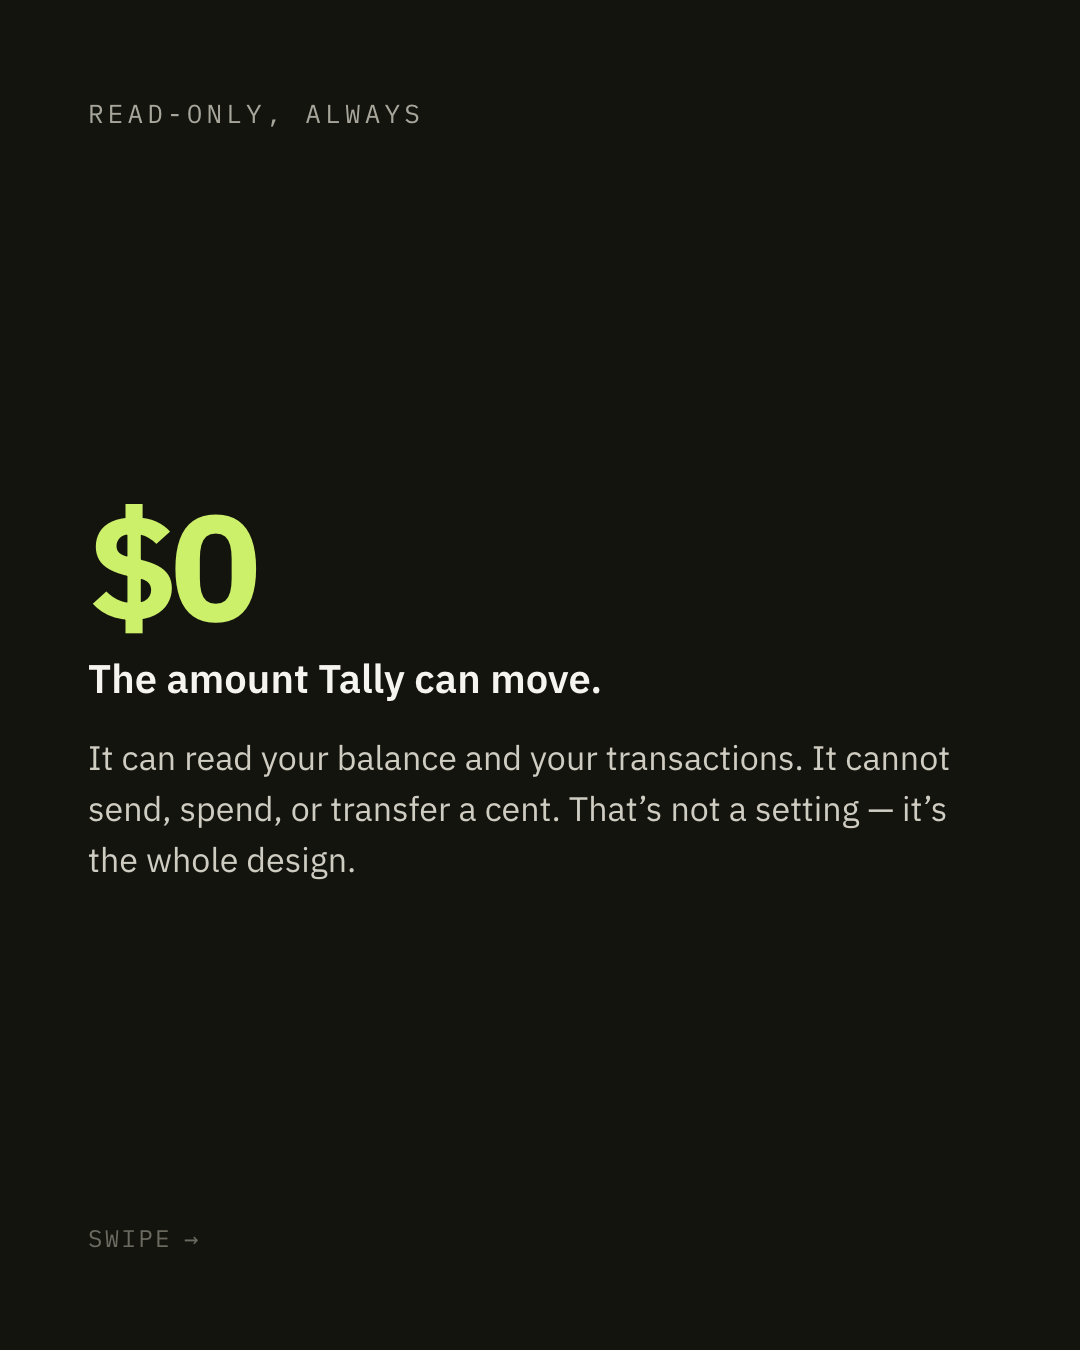 READ-ONLY, ALWAYS
$0
The amount Tally can move.
It can read your balance and your transactions. It cannot
send, spend, or transfer a cent. That’s not a setting — it’s
the whole design.
SWIPE →